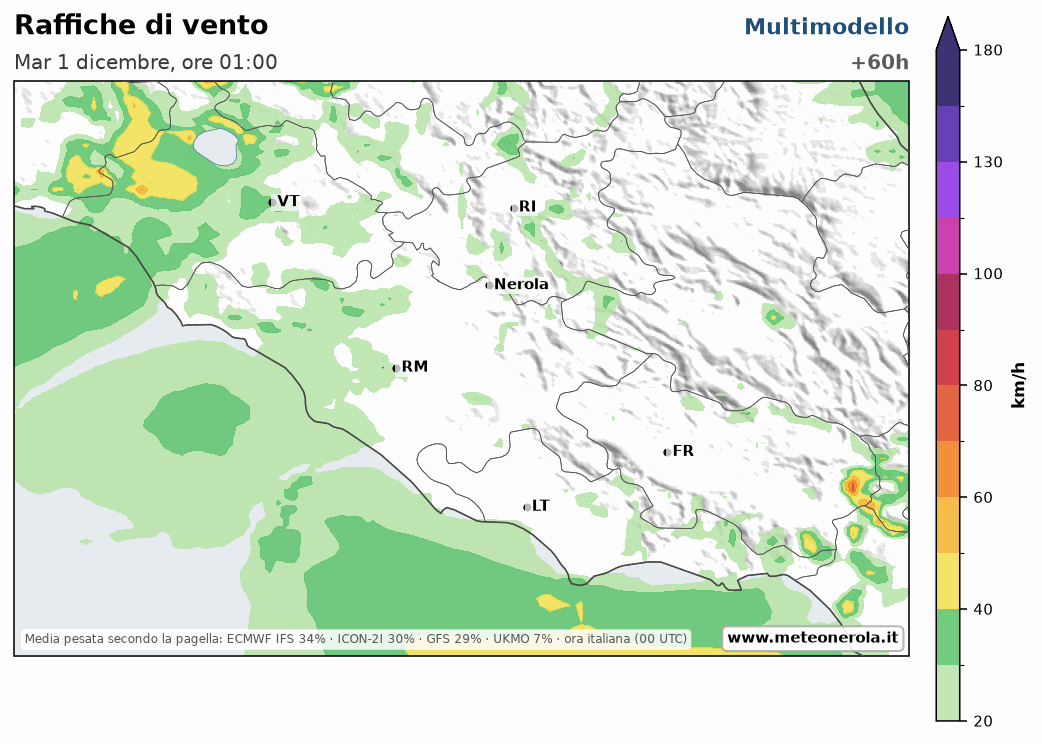 Raffiche di vento
Multimodello
Mar 1 dicembre, ore 01:00
+60h
180
130
100
80
60
40
20
km/h
VT
RI
Nerola
RM
FR
LT
Media pesata secondo la pagella: ECMWF IFS 34% · ICON-2I 30% · GFS 29% · UKMO 7% · ora italiana (00 UTC)
www.meteonerola.it